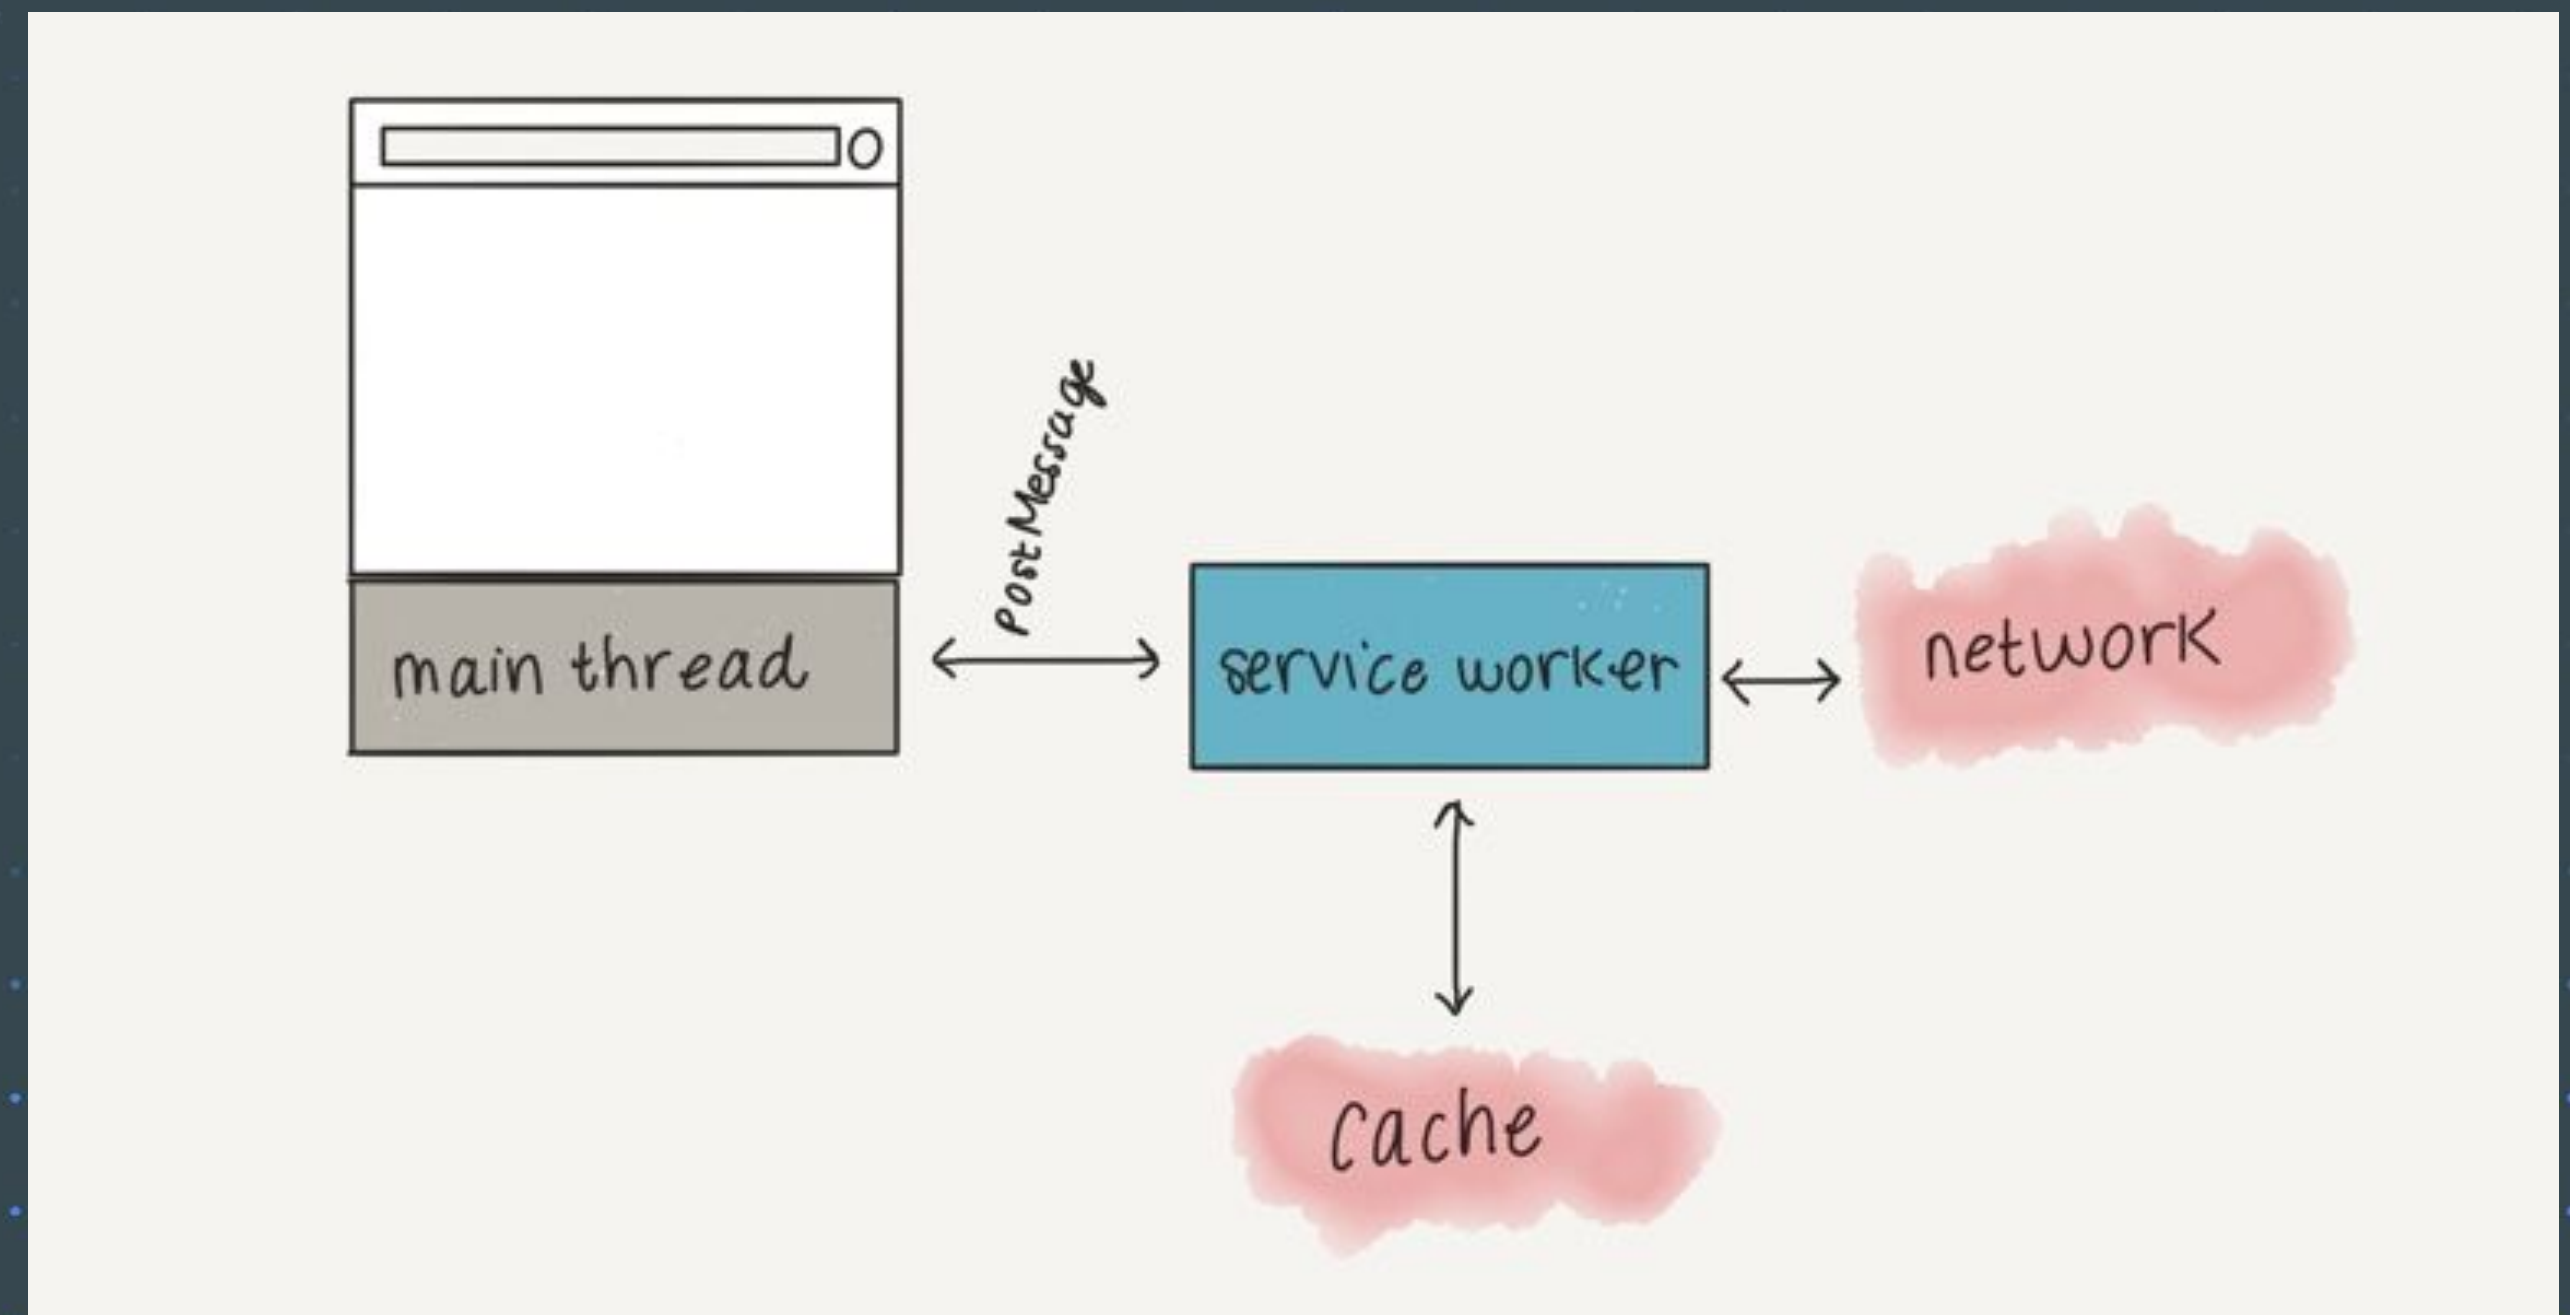 PostMessage
main thread
service worker
network
cache